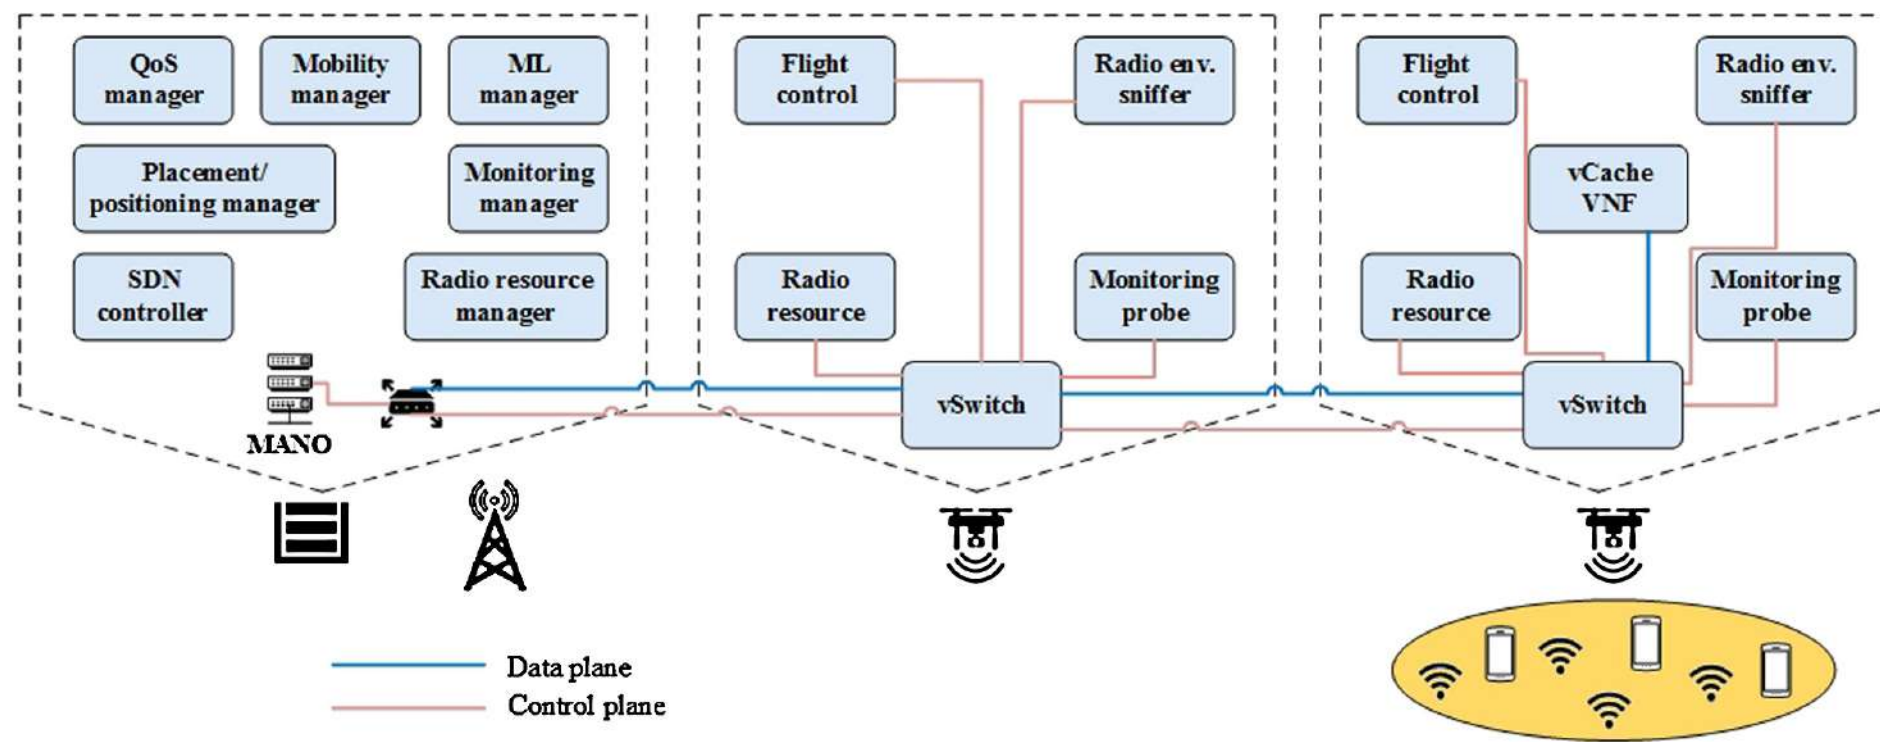 QoS
manager
Mobility
manager
ML
manager
Placement/
positioning manager
Monitoring
manager
SDN
controller
Radio resource
manager
MANO
Flight
control
Radio env.
sniffer
Radio
resource
Monitoring
probe
vSwitch
Flight
control
Radio env.
sniffer
vCache
VNF
Radio
resource
Monitoring
probe
vSwitch
Data plane
Control plane